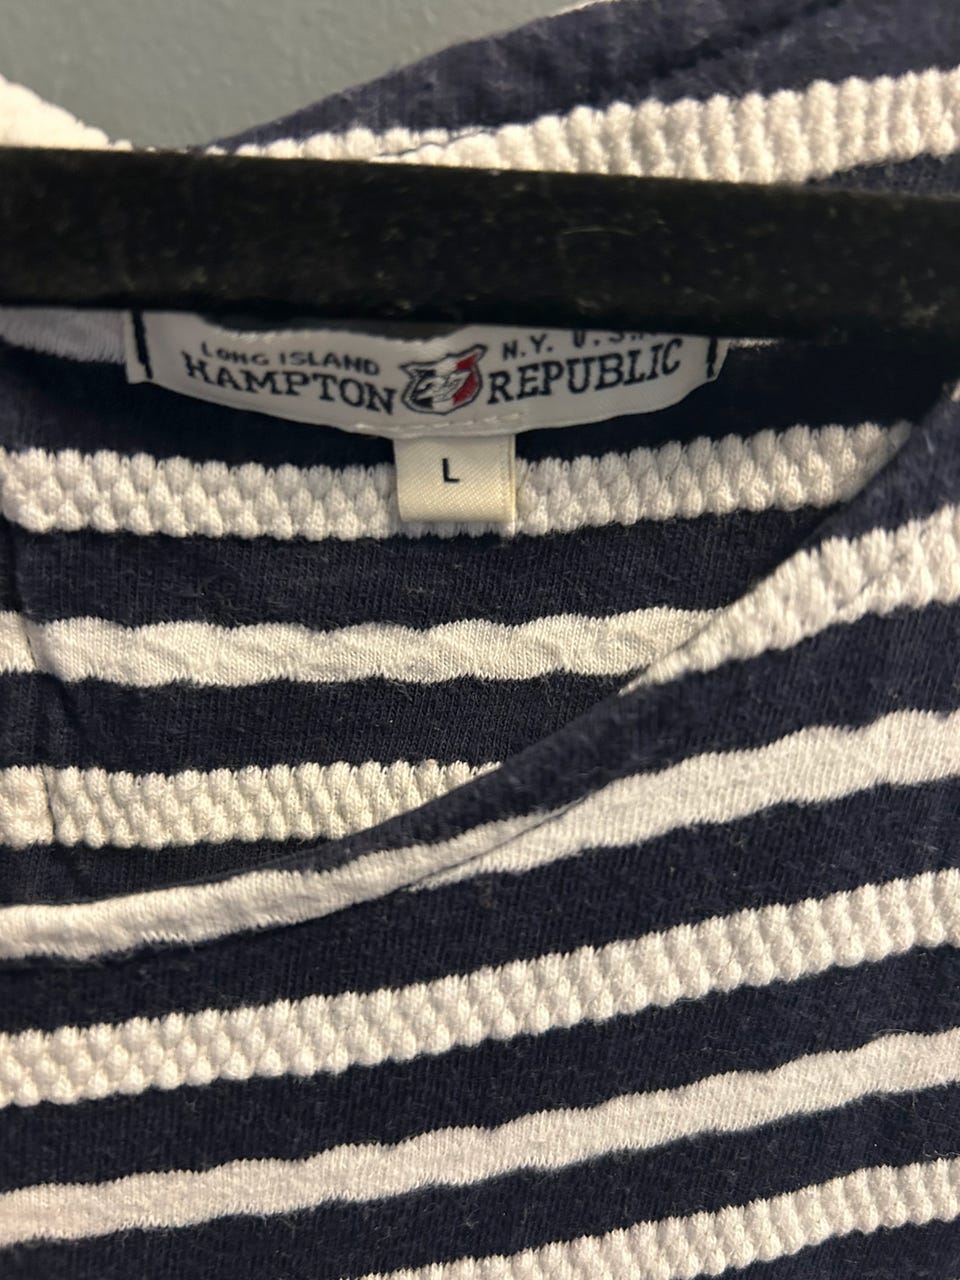 LONG ISLAND N.Y. U.S.A.
HAMPTON REPUBLIC
L